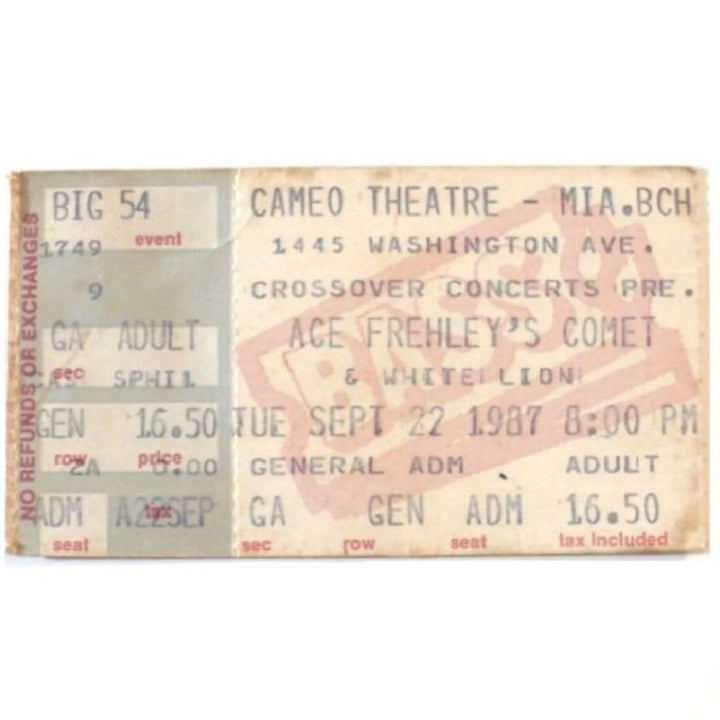 NO REFUNDS OR EXCHANGES
BIG 54
event
1749
9
GA ADULT
sec
SPHI1
GEN 16.50
row price
ZA 0.00
ADM A22SEP
tax
seat
CAMEO THEATRE - MIA.BCH
1445 WASHINGTON AVE.
CROSSOVER CONCERTS PRE.
BASS
ACE FREHLEY'S COMET
& WHITE LION
TUE SEPT 22 1987 8:00 PM
GENERAL ADM ADULT
GA GEN ADM 16.50
sec row seat tax included